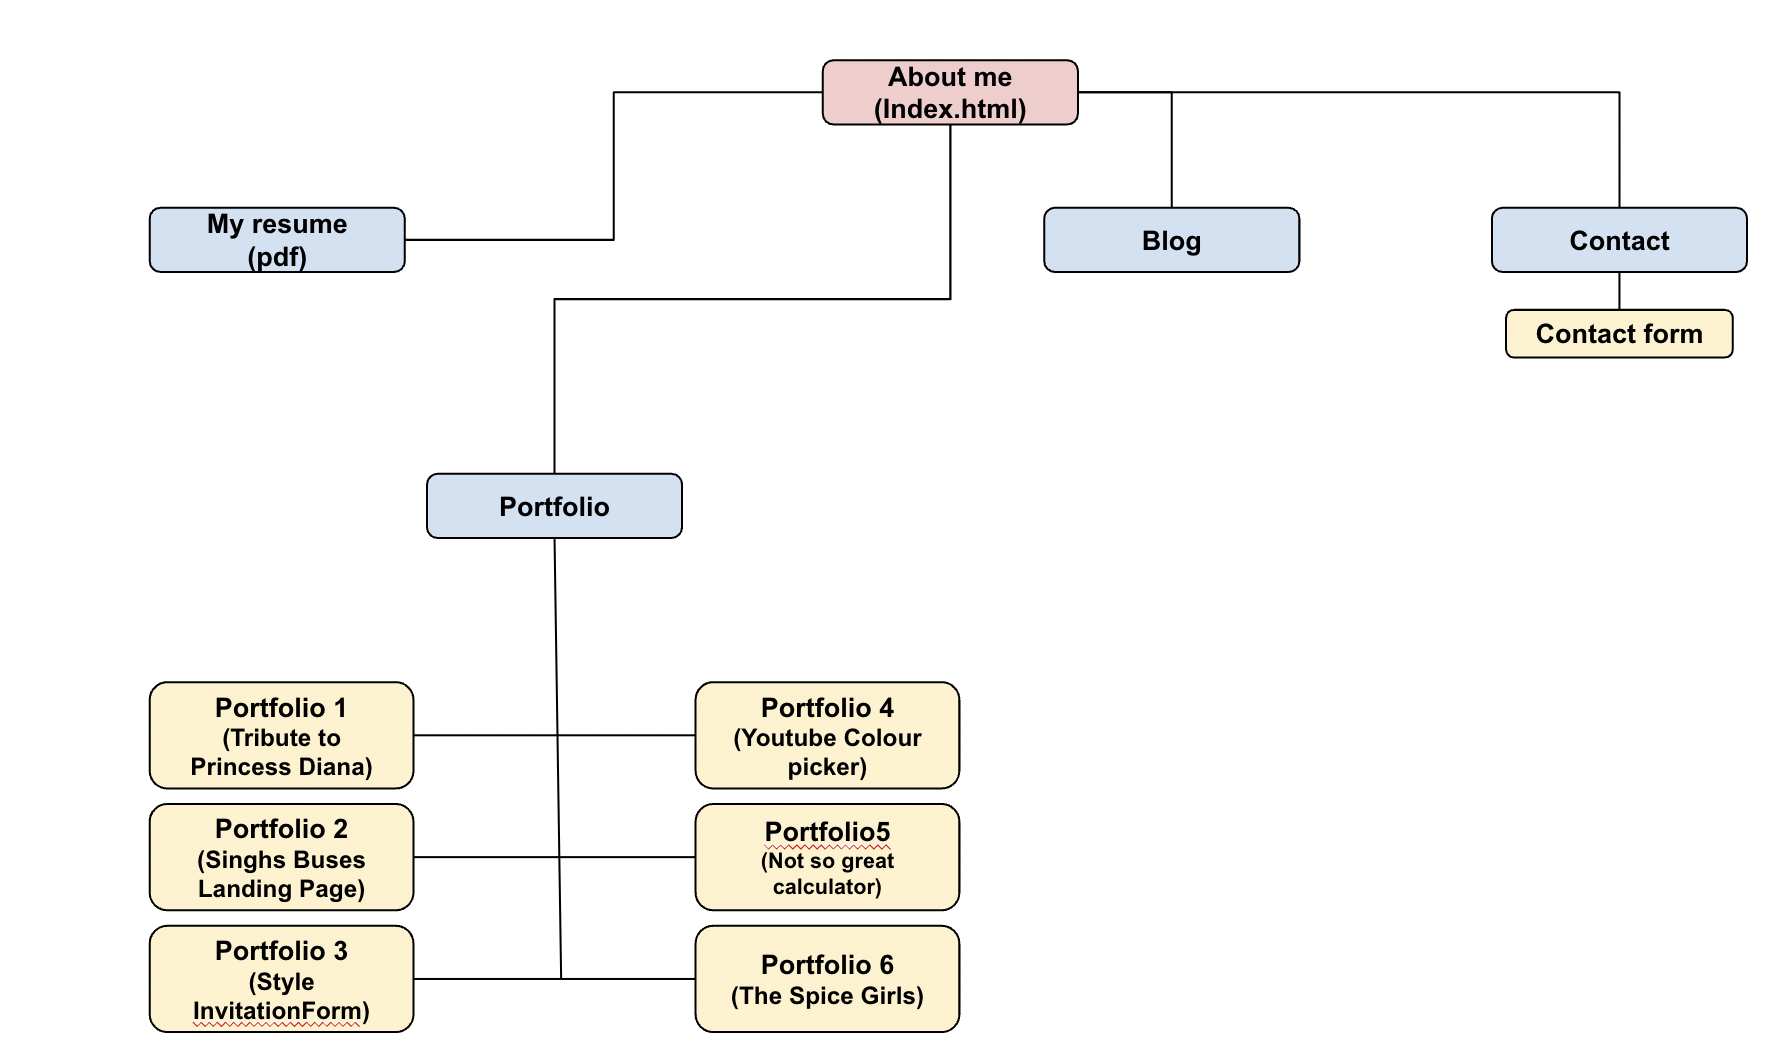 About me
(Index.html)
My resume
(pdf)
Blog
Contact
Contact form
Portfolio
Portfolio 1
(Tribute to
Princess Diana)
Portfolio 4
(Youtube Colour
picker)
Portfolio 2
(Singhs Buses
Landing Page)
Portfolio5
(Not so great
calculator)
Portfolio 3
(Style
InvitationForm)
Portfolio 6
(The Spice Girls)